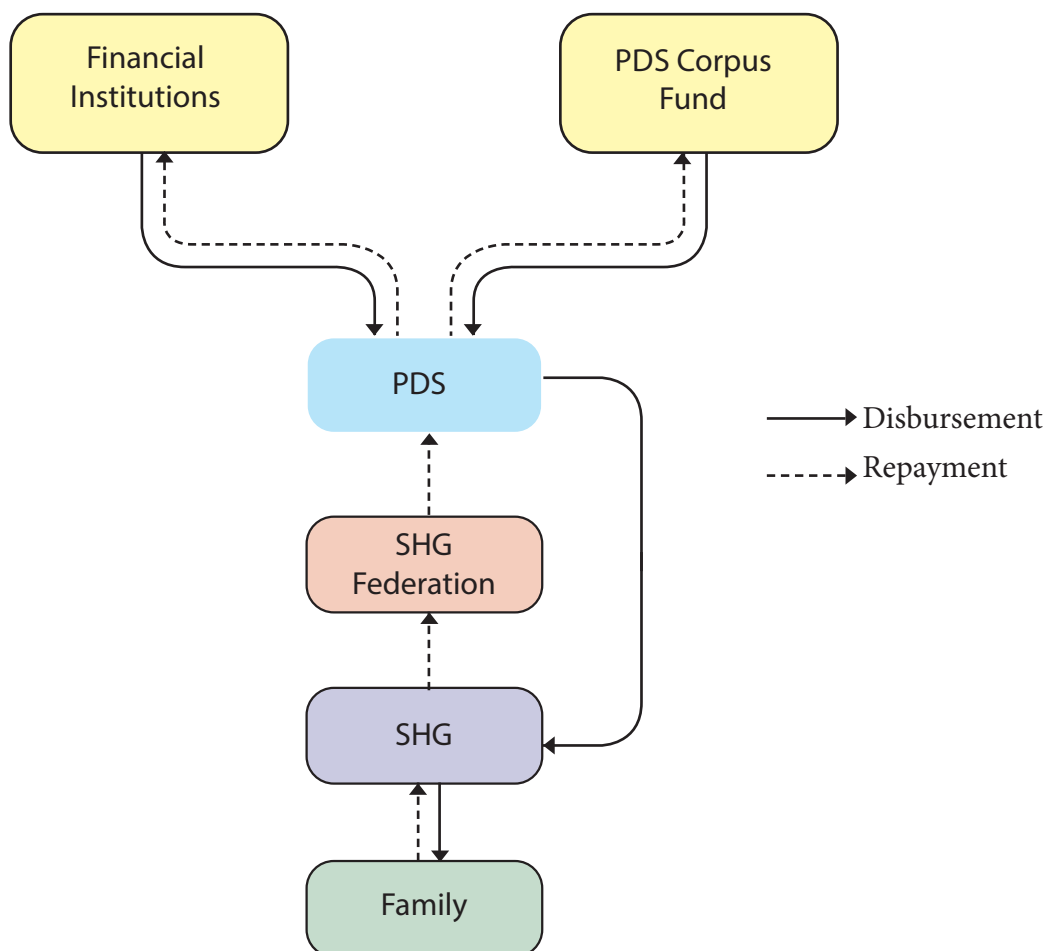 Financial
Institutions
PDS Corpus
Fund
PDS
Disbursement
Repayment
SHG
Federation
SHG
Family